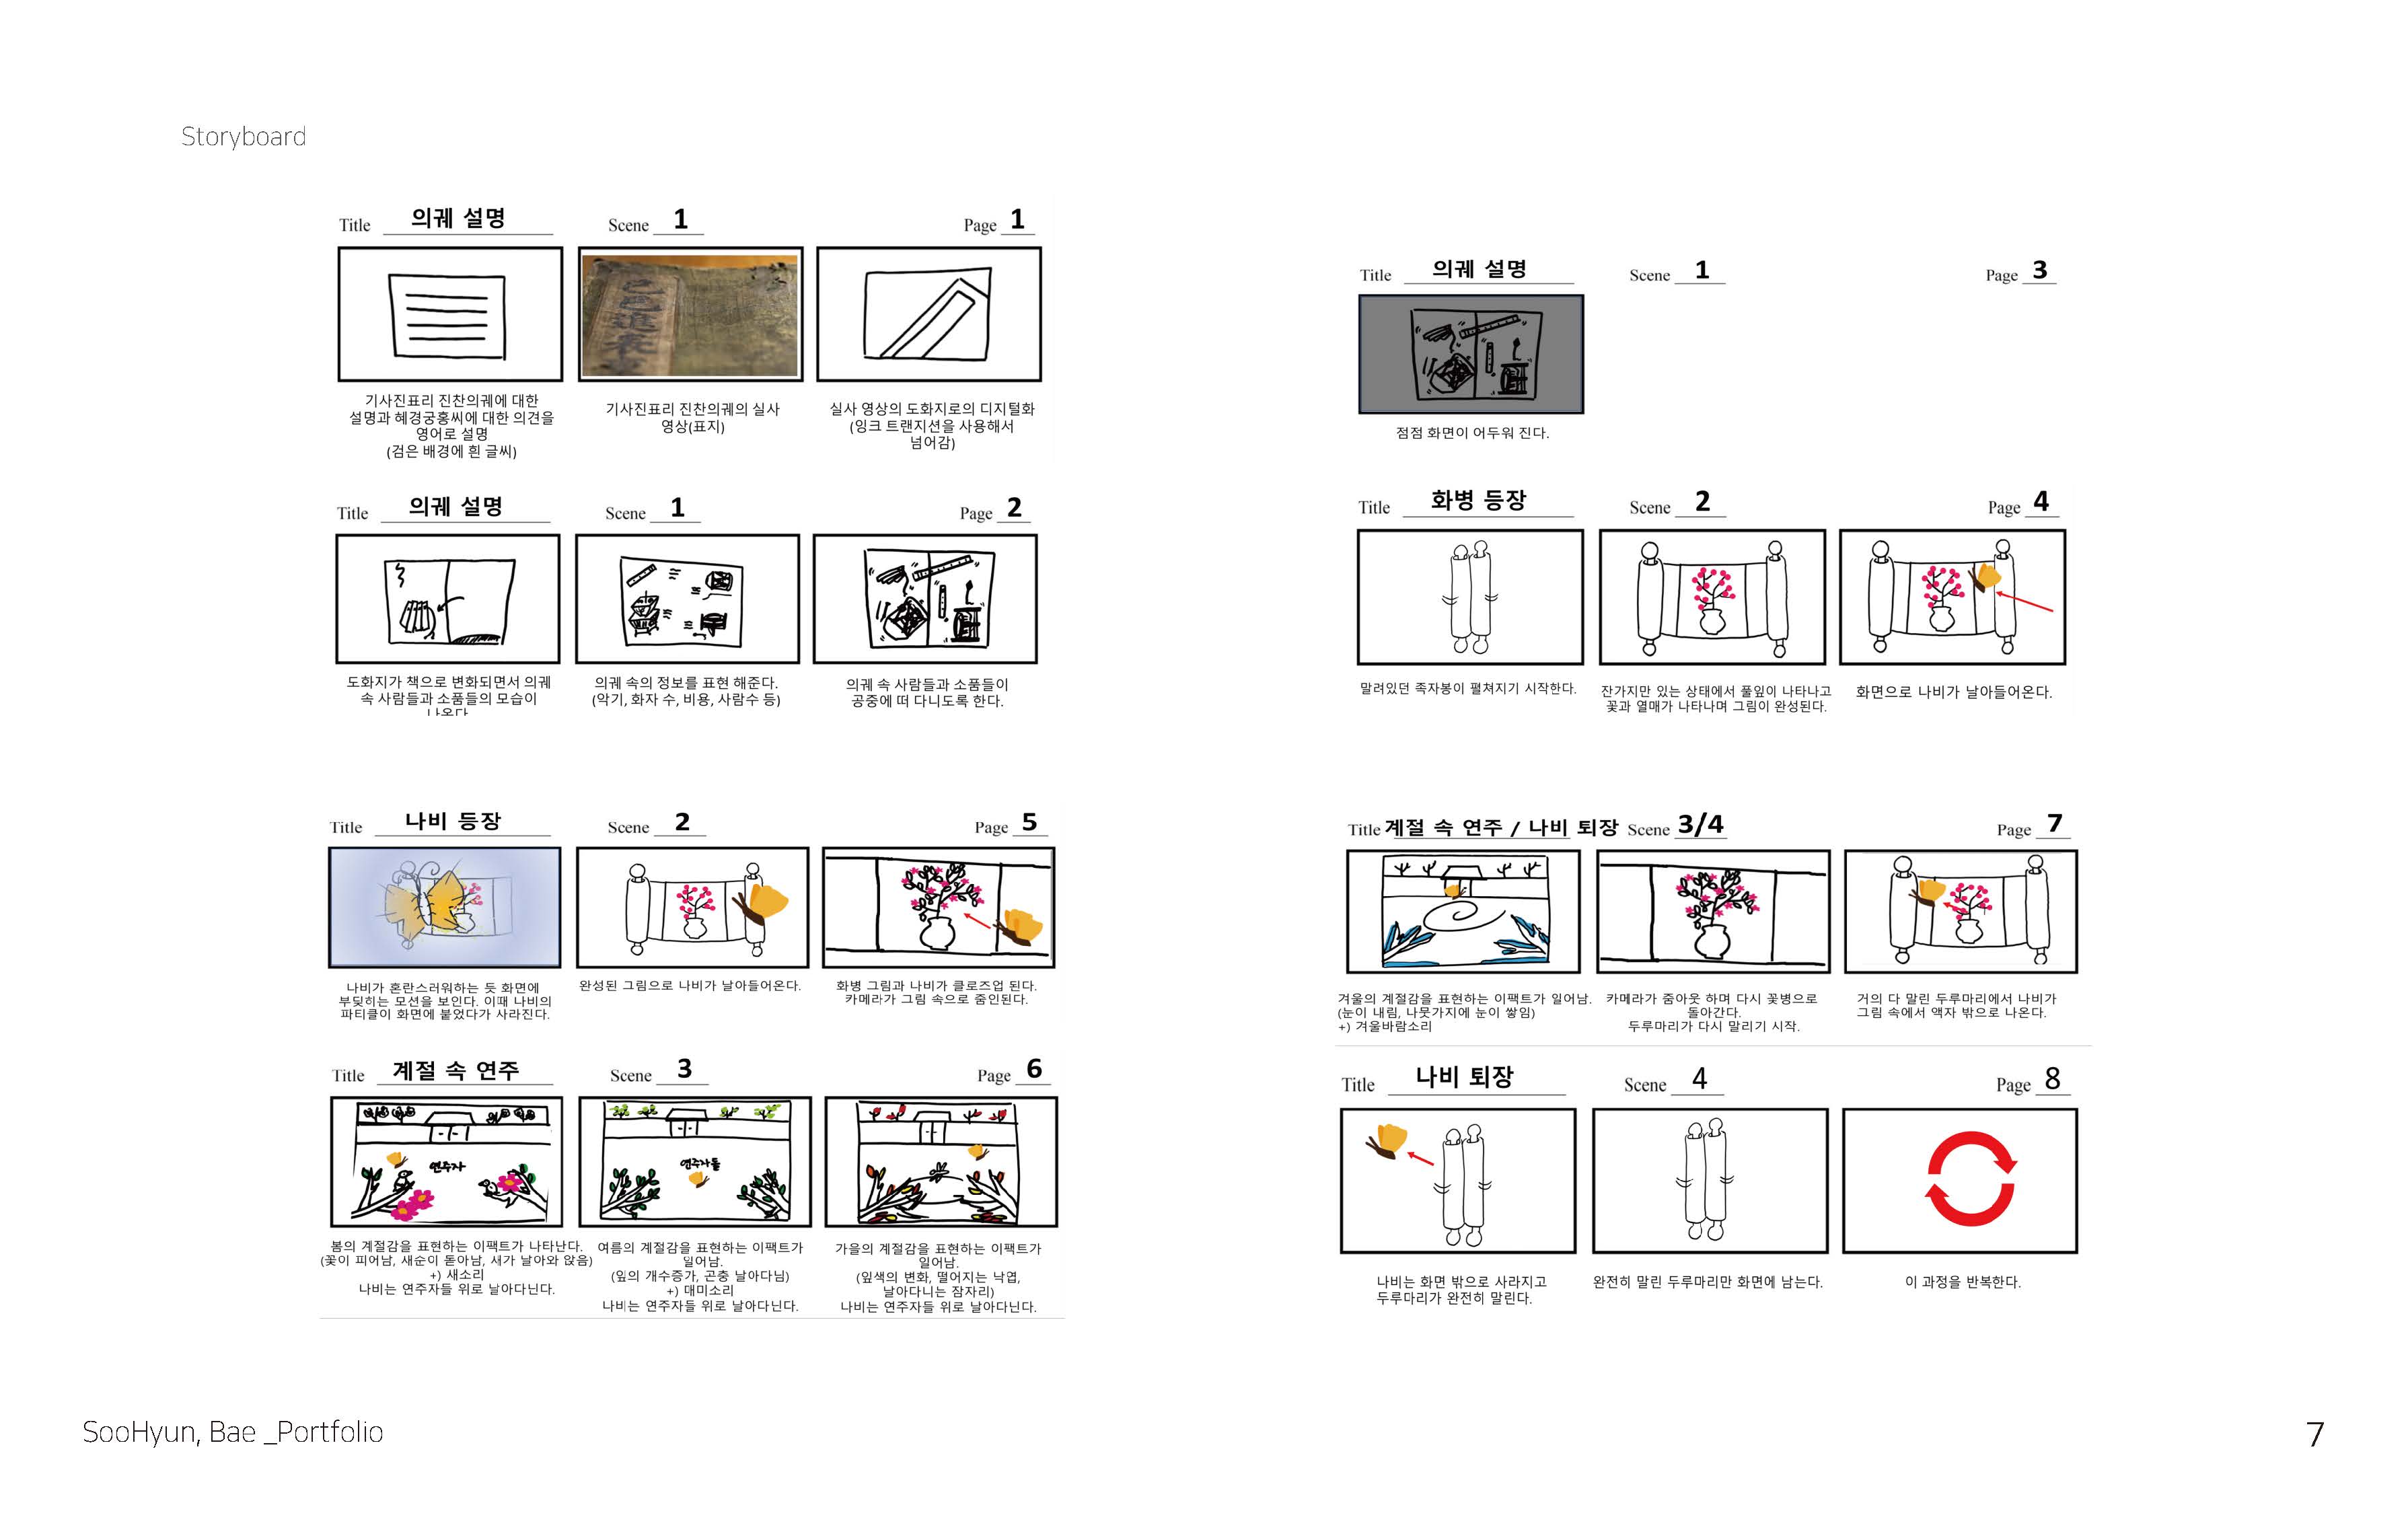 Storyboard
Title 의궤 설명 Scene 1 Page 1
기사진표리 진찬의궤에 대한
설명과 혜경궁홍씨에 대한 의견을
영어로 설명
(검은 배경에 흰 글씨)
기사진표리 진찬의궤의 실사
영상(표지)
실사 영상의 도화지로의 디지털화
(잉크 트랜지션을 사용해서
넘어감)
Title 의궤 설명 Scene 1 Page 2
도화지가 책으로 변화되면서 의궤
속 사람들과 소품들의 모습이
나온다
의궤 속의 정보를 표현 해준다.
(악기, 화자 수, 비용, 사람수 등)
의궤 속 사람들과 소품들이
공중에 떠 다니도록 한다.
Title 의궤 설명 Scene 1 Page 3
점점 화면이 어두워 진다.
Title 화병 등장 Scene 2 Page 4
말려있던 족자봉이 펼쳐지기 시작한다.
잔가지만 있는 상태에서 풀잎이 나타나고
꽃과 열매가 나타나며 그림이 완성된다.
화면으로 나비가 날아들어온다.
Title 나비 등장 Scene 2 Page 5
나비가 혼란스러워하는 듯 화면에
부딪히는 모션을 보인다. 이때 나비의
파티클이 화면에 붙었다가 사라진다.
완성된 그림으로 나비가 날아들어온다.
화병 그림과 나비가 클로즈업 된다.
카메라가 그림 속으로 줌인된다.
Title 계절 속 연주 Scene 3 Page 6
연주자
연주자들
봄의 계절감을 표현하는 이팩트가 나타난다.
(꽃이 피어남, 새순이 돋아남, 새가 날아와 앉음)
+) 새소리
나비는 연주자들 위로 날아다닌다.
여름의 계절감을 표현하는 이팩트가
일어남.
(잎의 개수증가, 곤충 날아다님)
+) 매미소리
나비는 연주자들 위로 날아다닌다.
가을의 계절감을 표현하는 이팩트가
일어남.
(잎색의 변화, 떨어지는 낙엽,
날아다니는 잠자리)
나비는 연주자들 위로 날아다닌다.
Title 계절 속 연주 / 나비 퇴장 Scene 3/4 Page 7
겨울의 계절감을 표현하는 이팩트가 일어남.
(눈이 내림, 나뭇가지에 눈이 쌓임)
+) 겨울바람소리
카메라가 줌아웃 하며 다시 꽃병으로
돌아간다.
두루마리가 다시 말리기 시작.
거의 다 말린 두루마리에서 나비가
그림 속에서 액자 밖으로 나온다.
Title 나비 퇴장 Scene 4 Page 8
나비는 화면 밖으로 사라지고
두루마리가 완전히 말린다.
완전히 말린 두루마리만 화면에 남는다.
이 과정을 반복한다.
SooHyun, Bae _Portfolio
7